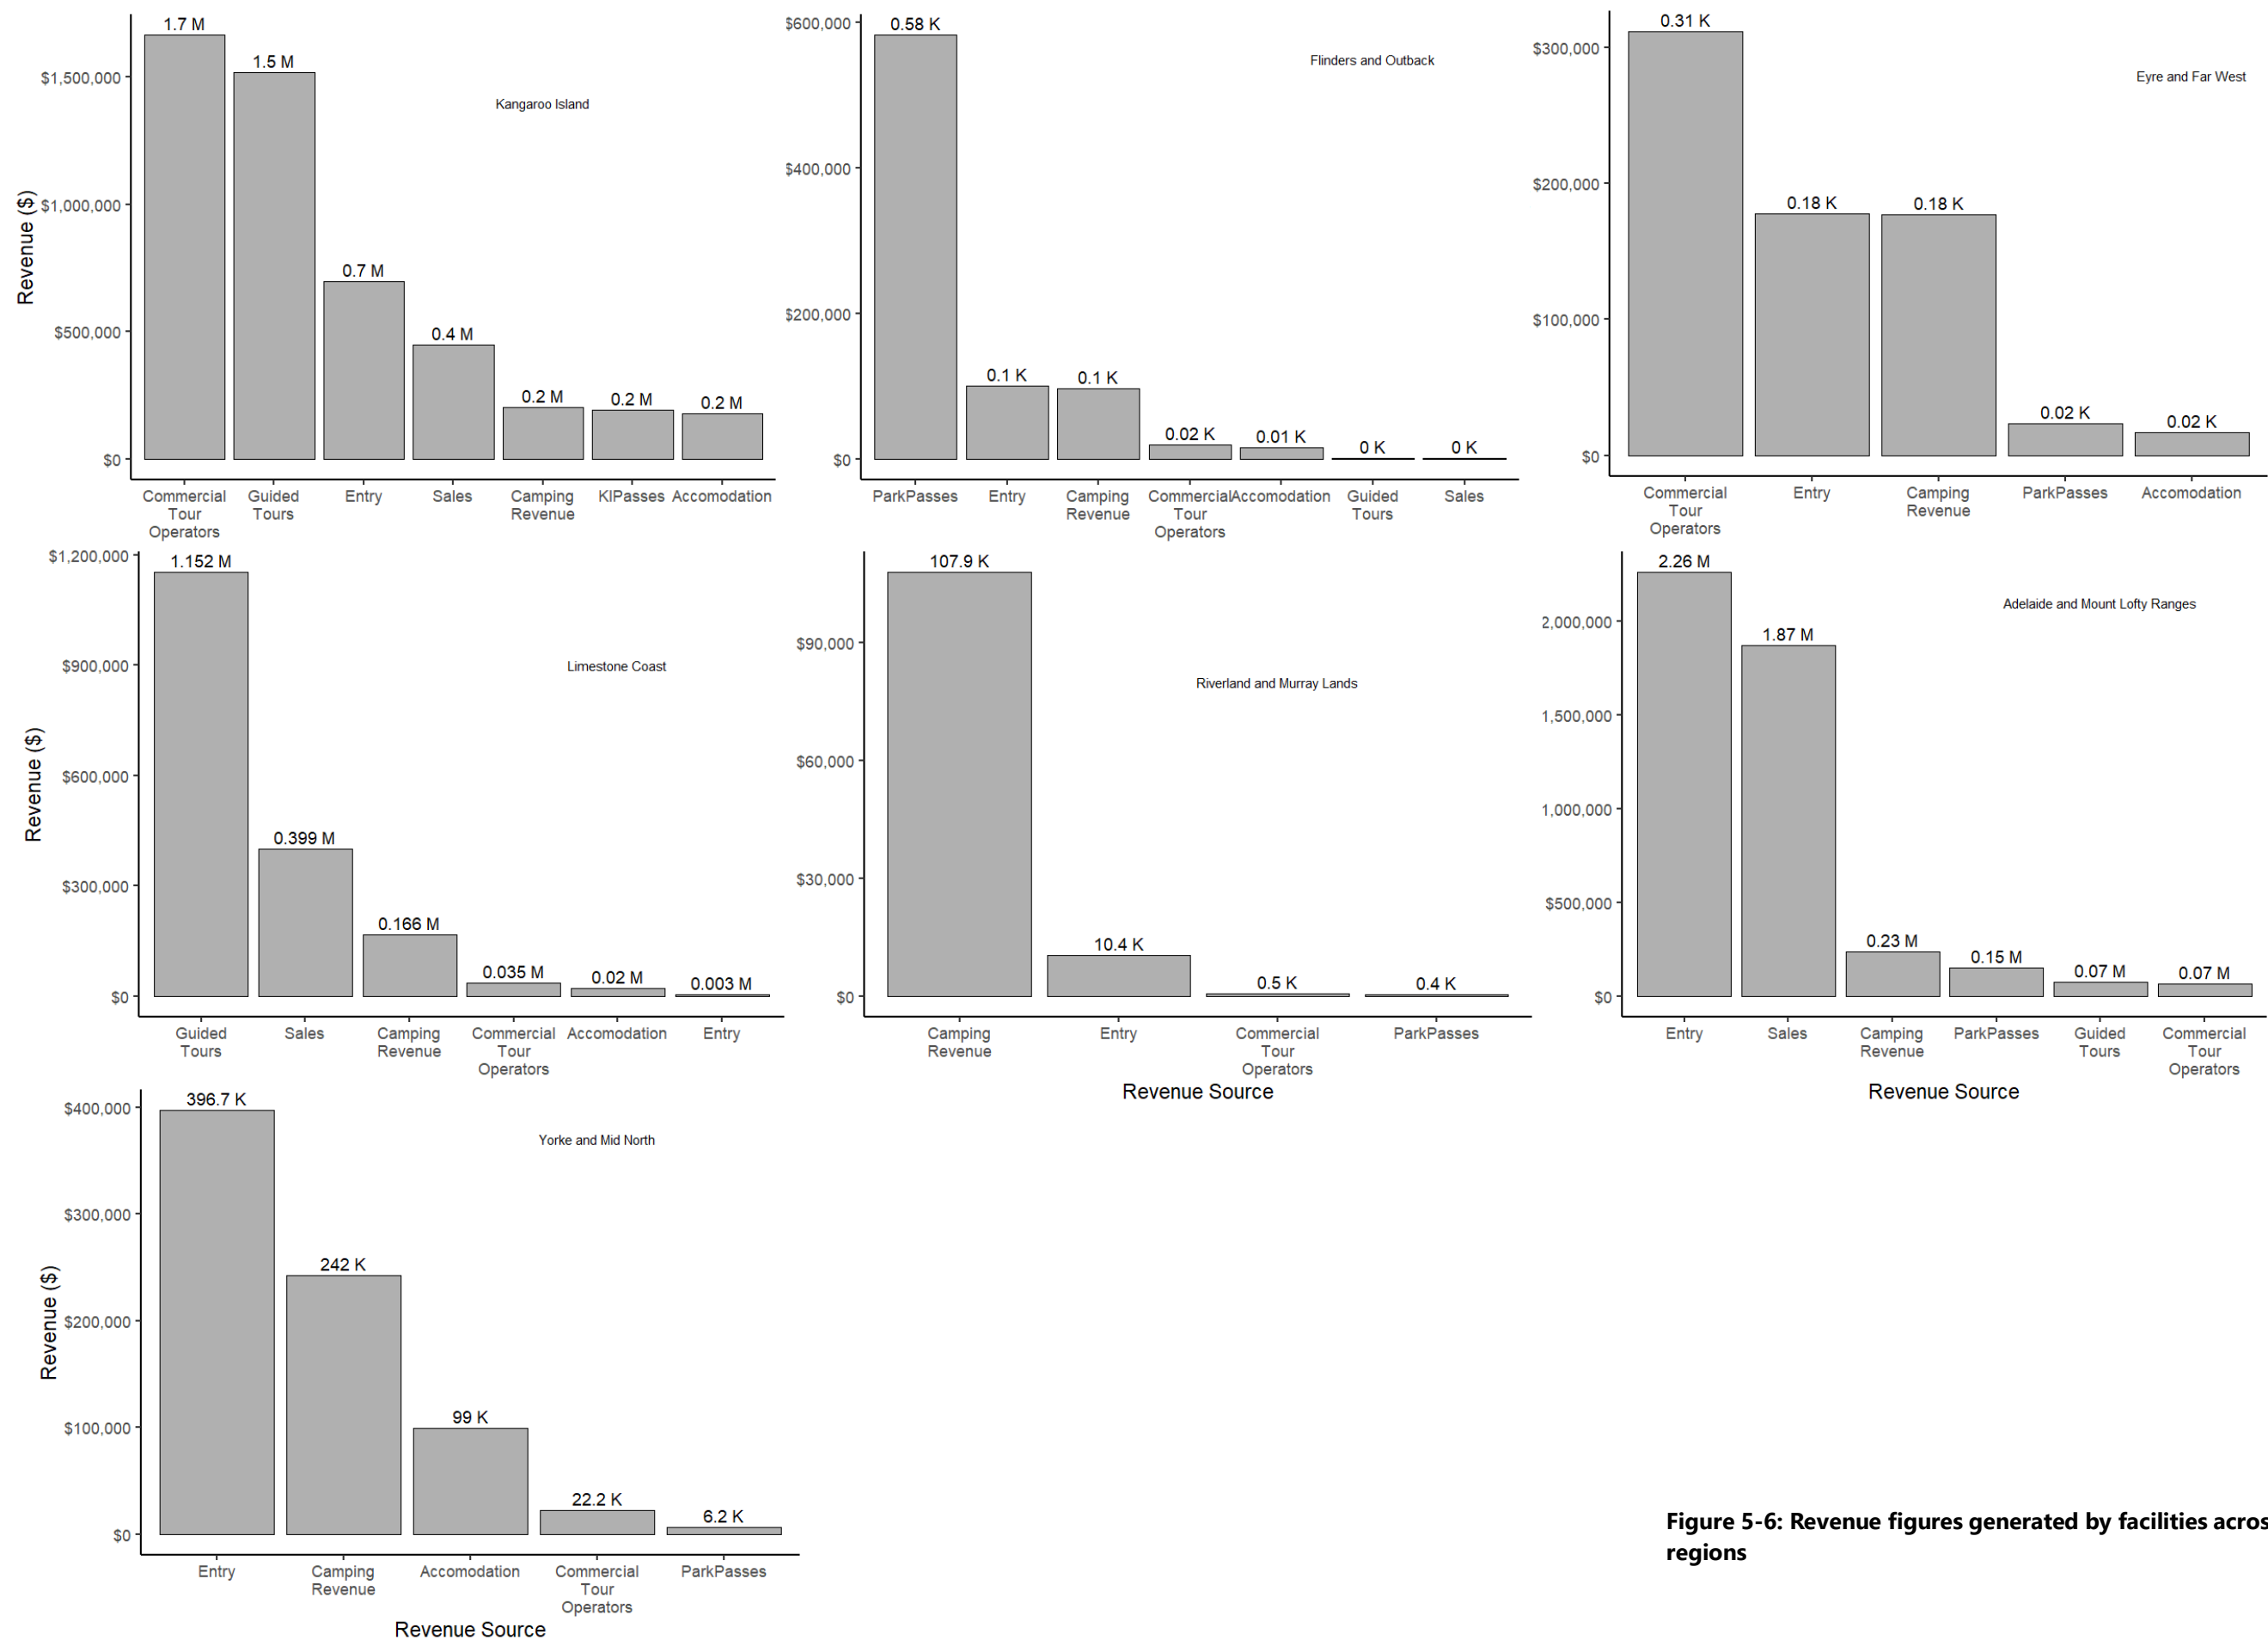 1.7 M
1.5 M
0.7 M
0.4 M
0.2 M
0.2 M
0.2 M
Kangaroo Island
Revenue ($)
$1,500,000
$1,000,000
$500,000
$0
Commercial
Tour
Operators
Guided
Tours
Entry
Sales
Camping
Revenue
KIPasses
Accomodation
$600,000
$400,000
$200,000
$0
0.58 K
0.1 K
0.1 K
0.02 K
0.01 K
0 K
0 K
Flinders and Outback
ParkPasses
Entry
Camping
Revenue
Commercial
Tour
Operators
Accomodation
Guided
Tours
Sales
$300,000
$200,000
$100,000
$0
0.31 K
0.18 K
0.18 K
0.02 K
0.02 K
Eyre and Far West
Commercial
Tour
Operators
Entry
Camping
Revenue
ParkPasses
Accomodation
Revenue ($)
$1,200,000
$900,000
$600,000
$300,000
$0
1.152 M
0.399 M
0.166 M
0.035 M
0.02 M
0.003 M
Limestone Coast
Guided
Tours
Sales
Camping
Revenue
Commercial
Tour
Operators
Accomodation
Entry
$90,000
$60,000
$30,000
$0
107.9 K
10.4 K
0.5 K
0.4 K
Riverland and Murray Lands
Camping
Revenue
Entry
Commercial
Tour
Operators
ParkPasses
Revenue Source
2,000,000
1,500,000
1,000,000
$500,000
$0
2.26 M
1.87 M
0.23 M
0.15 M
0.07 M
0.07 M
Adelaide and Mount Lofty Ranges
Entry
Sales
Camping
Revenue
ParkPasses
Guided
Tours
Commercial
Tour
Operators
Revenue Source
Revenue ($)
$400,000
$300,000
$200,000
$100,000
$0
396.7 K
242 K
99 K
22.2 K
6.2 K
Yorke and Mid North
Entry
Camping
Revenue
Accomodation
Commercial
Tour
Operators
ParkPasses
Revenue Source
Figure 5-6: Revenue figures generated by facilities acros
regions